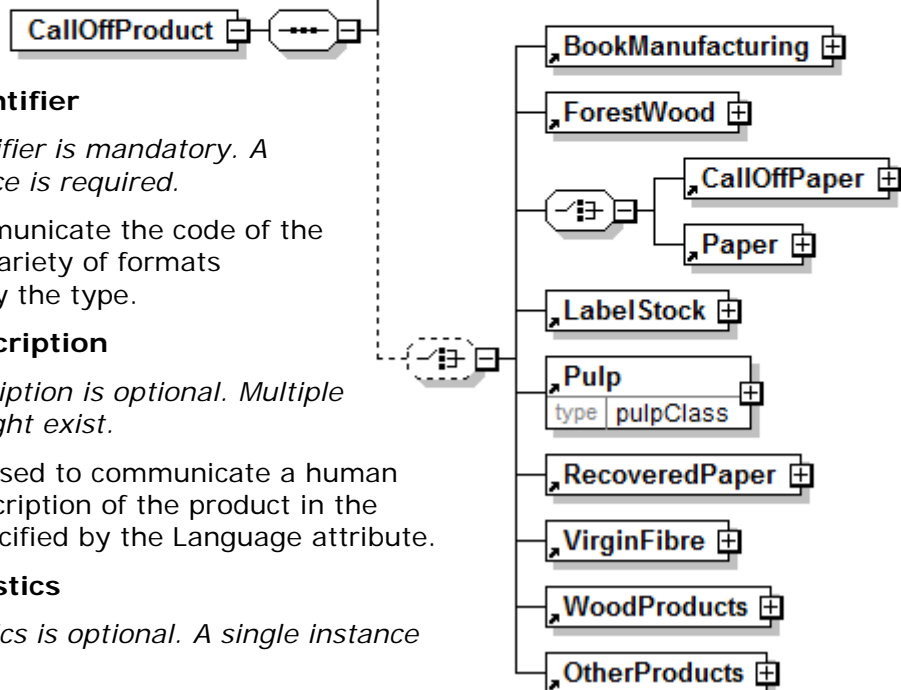 CallOffProduct
ntifier
ifier is mandatory. A
ce is required.
municate the code of the
ariety of formats
y the type.
cription
iption is optional. Multiple
ght exist.
sed to communicate a human
cription of the product in the
cified by the Language attribute.
stics
ics is optional. A single instance
BookManufacturing
ForestWood
CallOffPaper
Paper
LabelStock
Pulp
type pulpClass
RecoveredPaper
VirginFibre
WoodProducts
OtherProducts